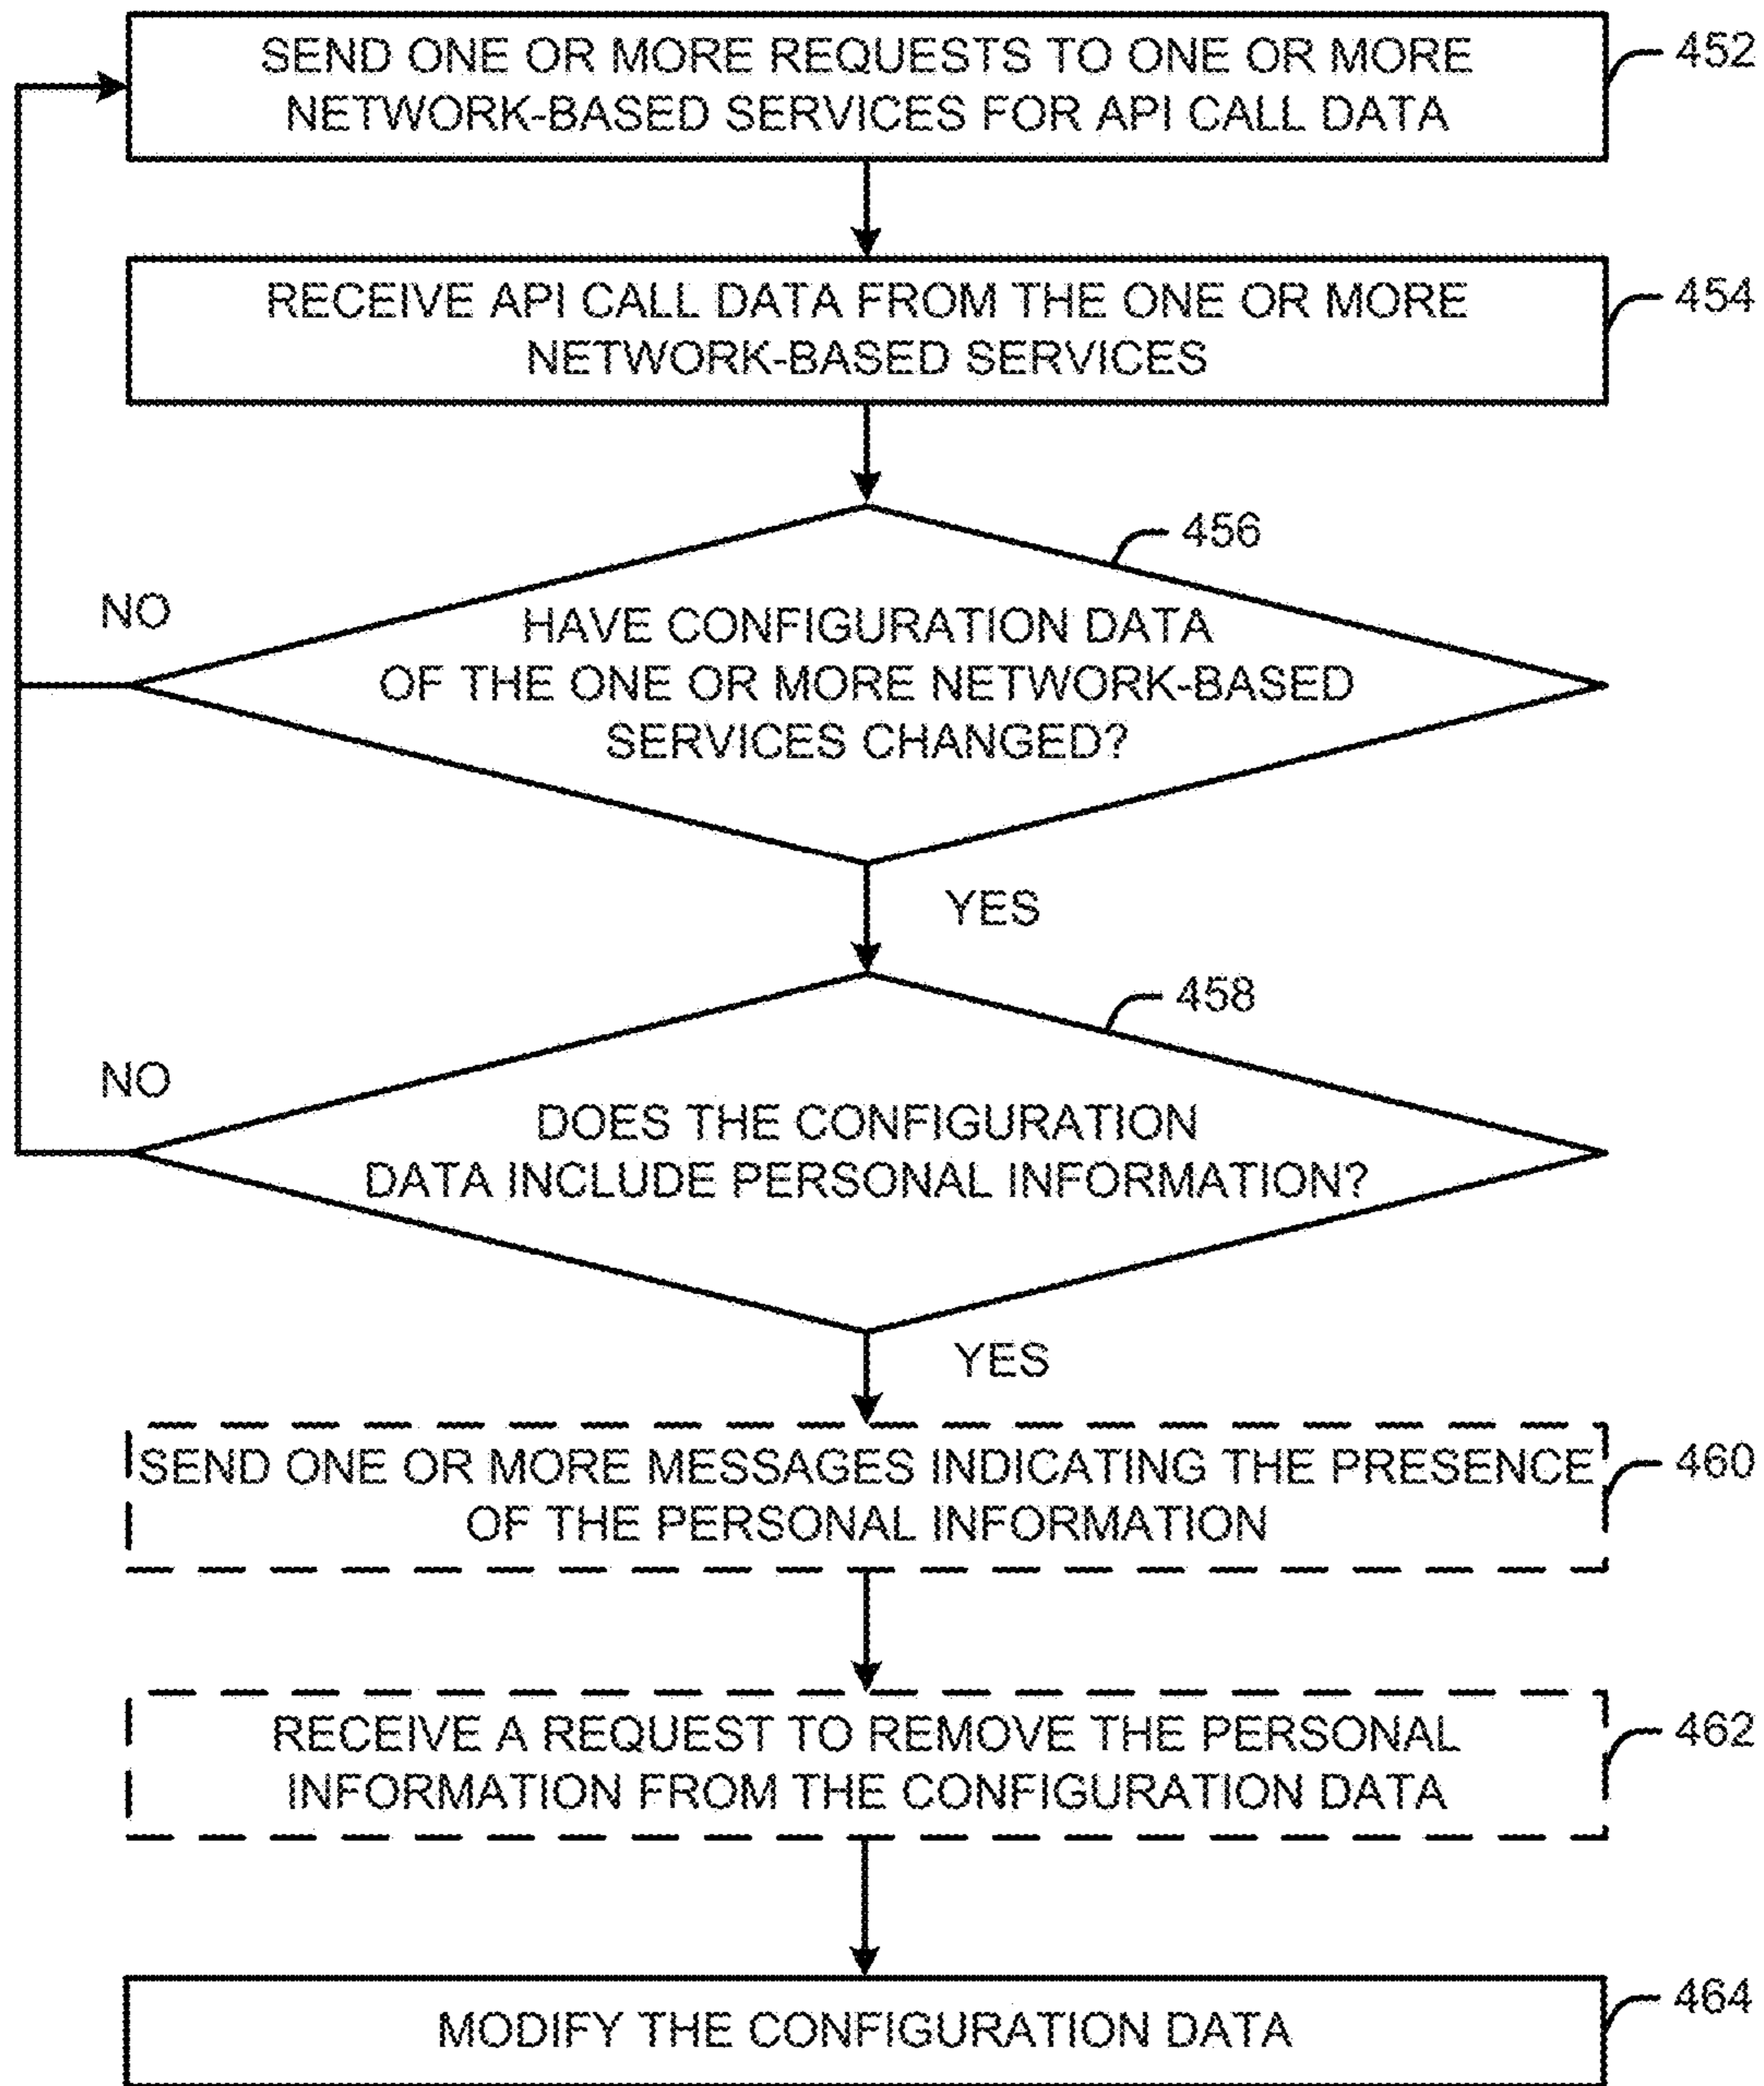 SEND ONE OR MORE REQUESTS TO ONE OR MORE
NETWORK-BASED SERVICES FOR API CALL DATA
452
RECEIVE API CALL DATA FROM THE ONE OR MORE
NETWORK-BASED SERVICES
454
456
NO
HAVE CONFIGURATION DATA
OF THE ONE OR MORE NETWORK-BASED
SERVICES CHANGED?
YES
458
NO
DOES THE CONFIGURATION
DATA INCLUDE PERSONAL INFORMATION?
YES
SEND ONE OR MORE MESSAGES INDICATING THE PRESENCE
OF THE PERSONAL INFORMATION
460
RECEIVE A REQUEST TO REMOVE THE PERSONAL
INFORMATION FROM THE CONFIGURATION DATA
462
MODIFY THE CONFIGURATION DATA
464